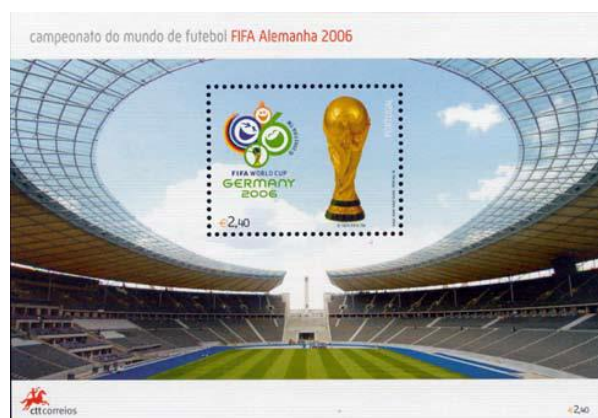 campeonato do mundo de futebol FIFA Alemanha 2006
PORTUGAL
FIFA WORLD CUP
GERMANY
2006
€2,40
ctt correios
€2,40